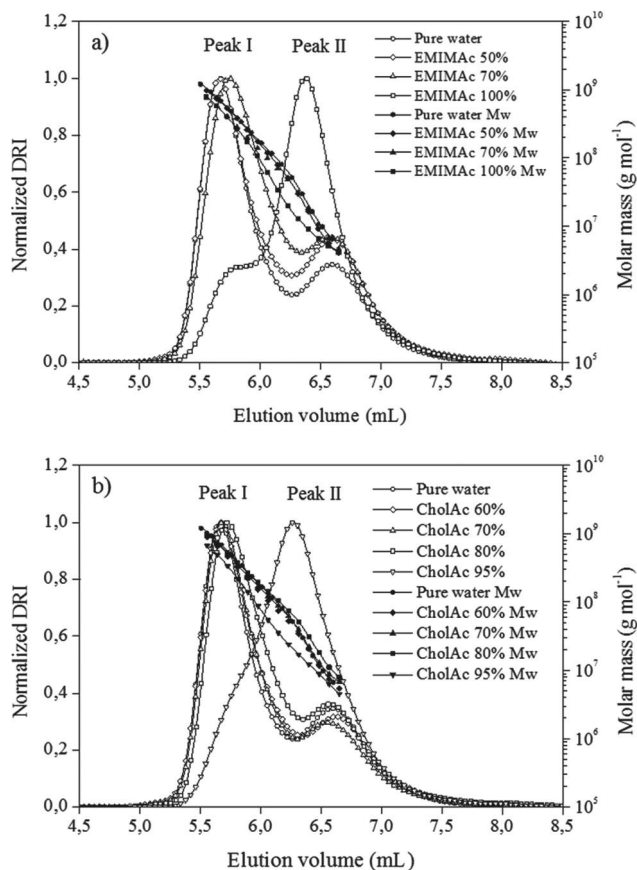 a)
Peak I
Peak II
Pure water
EMIMAc 50%
EMIMAc 70%
EMIMAc 100%
Pure water Mw
EMIMAc 50% Mw
EMIMAc 70% Mw
EMIMAc 100% Mw
Normalized DRI
1,2
1,0
0,8
0,6
0,4
0,2
0,0
4,5 5,0 5,5 6,0 6,5 7,0 7,5 8,0 8,5
Elution volume (mL)
10^10
10^9
10^8
10^7
10^6
10^5
Molar mass (g mol⁻¹)
b)
Peak I
Peak II
Pure water
CholAc 60%
CholAc 70%
CholAc 80%
CholAc 95%
Pure water Mw
CholAc 60% Mw
CholAc 70% Mw
CholAc 80% Mw
CholAc 95% Mw
Normalized DRI
1,2
1,0
0,8
0,6
0,4
0,2
0,0
4,5 5,0 5,5 6,0 6,5 7,0 7,5 8,0 8,5
Elution volume (mL)
10^10
10^9
10^8
10^7
10^6
10^5
Molar mass (g mol⁻¹)